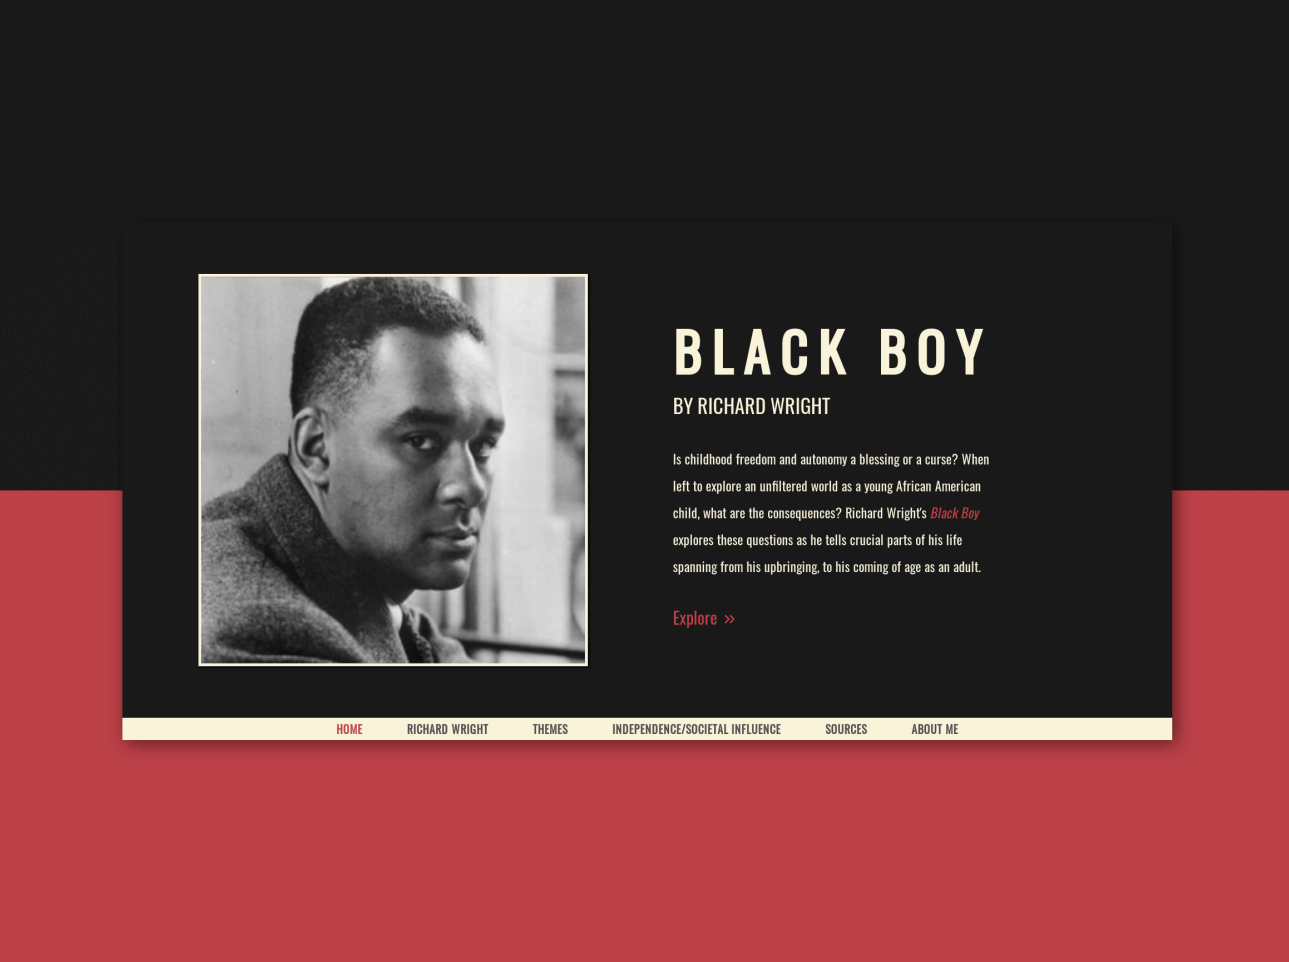 BLACK BOY
BY RICHARD WRIGHT
Is childhood freedom and autonomy a blessing or a curse? When
left to explore an unfiltered world as a young African American
child, what are the consequences? Richard Wright's Black Boy
explores these questions as he tells crucial parts of his life
spanning from his upbringing, to his coming of age as an adult.
Explore »
HOME RICHARD WRIGHT THEMES INDEPENDENCE/SOCIETAL INFLUENCE SOURCES ABOUT ME